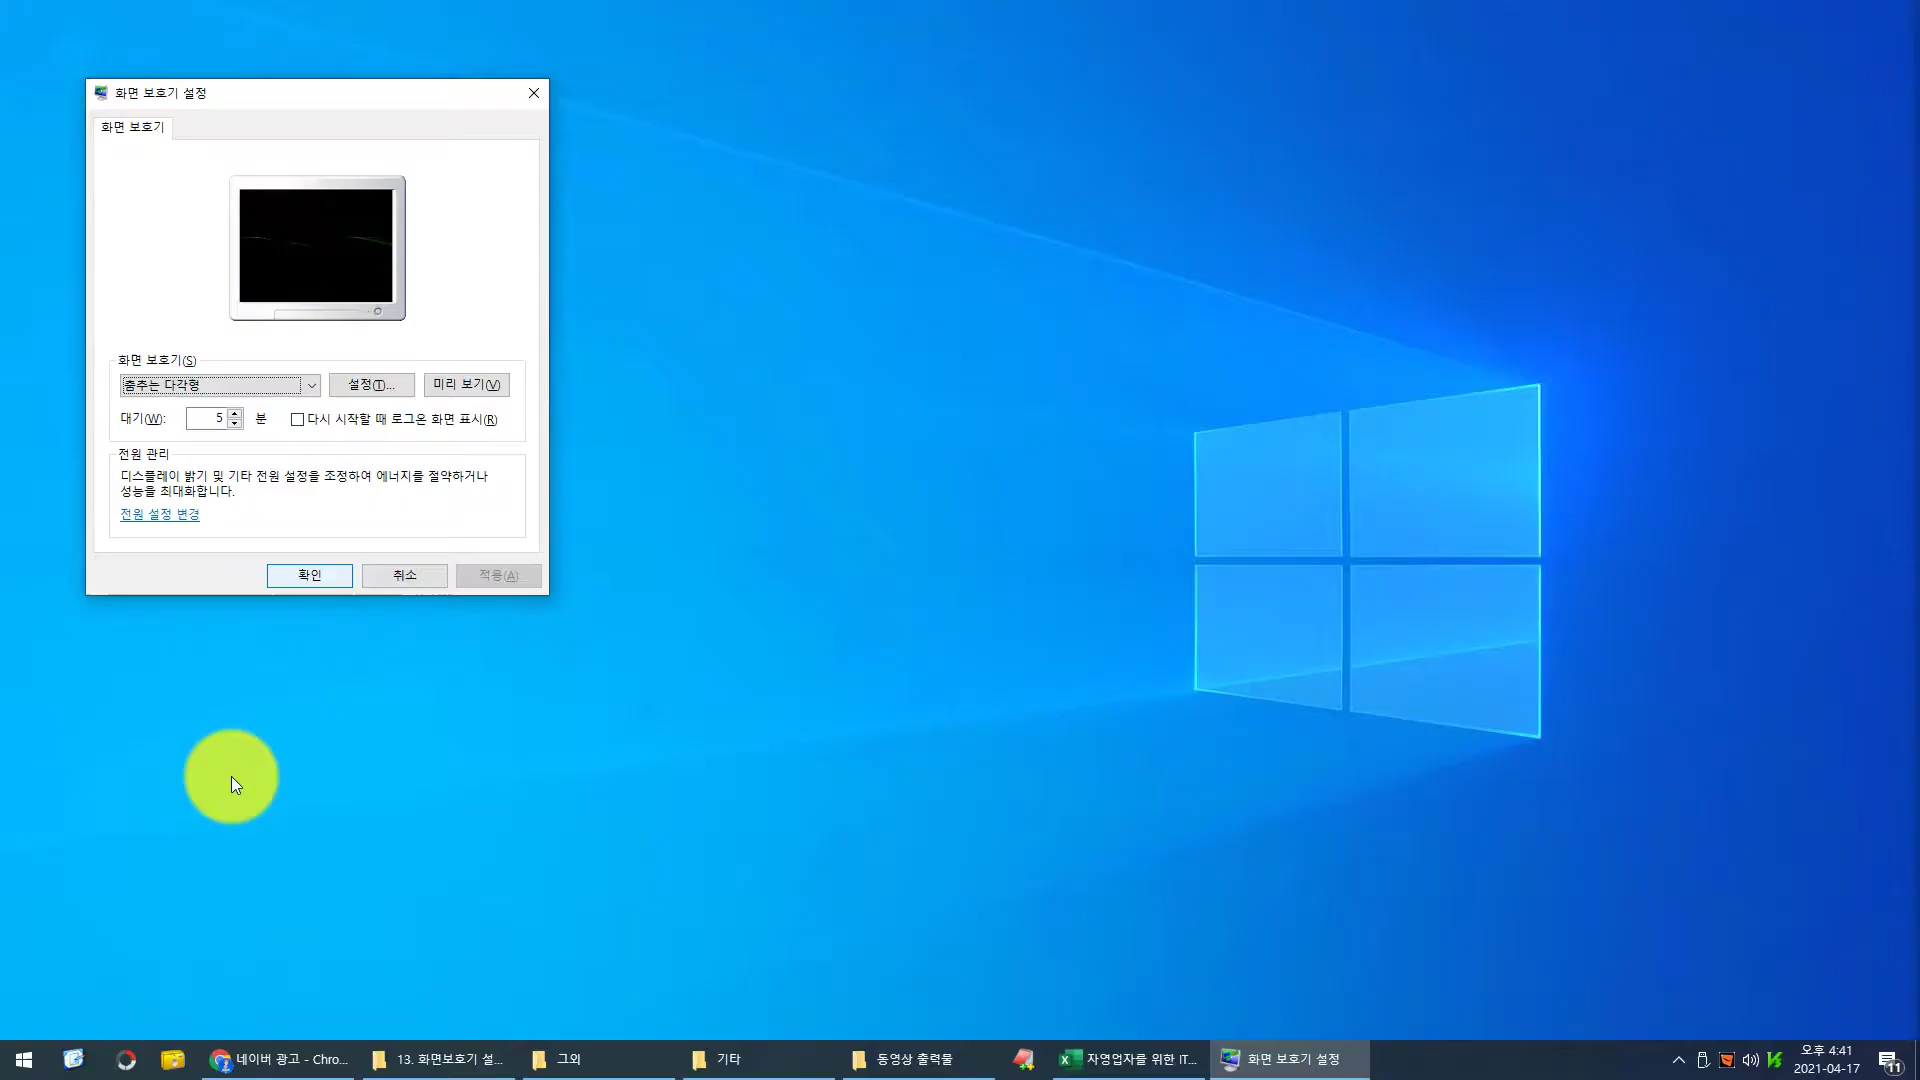 화면 보호기 설정
화면 보호기
화면 보호기(S)
춤추는 다각형
설정(T)...
미리 보기(V)
대기(W):
5
분
다시 시작할 때 로그온 화면 표시(R)
전원 관리
디스플레이 밝기 및 기타 전원 설정을 조정하여 에너지를 절약하거나
성능을 최대화합니다.
전원 설정 변경
확인
취소
적용(A)
네이버 광고 - Chro...
13. 화면보호기 설...
그외
기타
동영상 출력물
자영업자를 위한 IT...
화면 보호기 설정
오후 4:41
2021-04-17
11